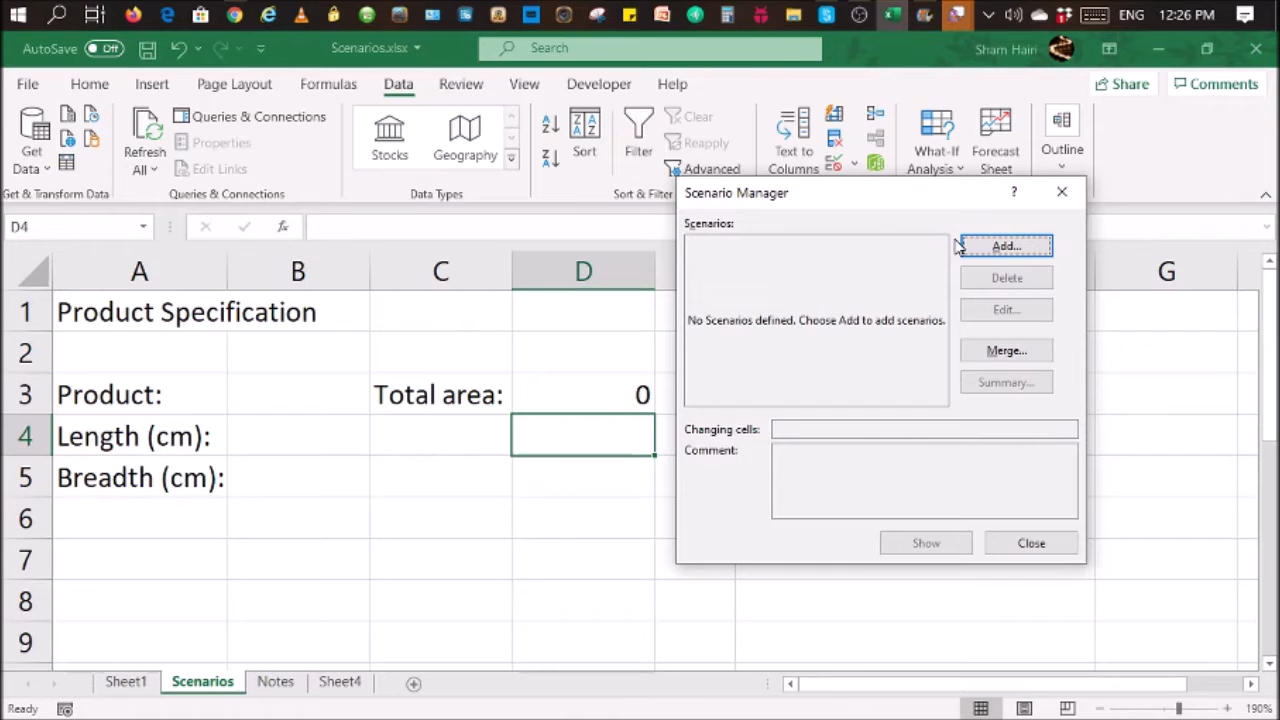 ENG 12:26 PM
AutoSave Off Scenarios.xlsx Search Sham Hairi
File Home Insert Page Layout Formulas Data Review View Developer Help Share Comments
Get Data
Refresh All
Queries & Connections
Properties
Edit Links
Stocks
Geography
Sort
Filter
Clear
Reapply
Advanced
Text to Columns
What-If Analysis
Forecast Sheet
Outline
Get & Transform Data Queries & Connections Data Types Sort & Filter
D4 fx
A B C D G
1 Product Specification
2
3 Product: Total area: 0
4 Length (cm):
5 Breadth (cm):
6
7
8
9
Scenario Manager ?
Scenarios:
No Scenarios defined. Choose Add to add scenarios.
Add...
Delete
Edit...
Merge...
Summary...
Changing cells:
Comment:
Show Close
Sheet1 Scenarios Notes Sheet4
Ready 190%